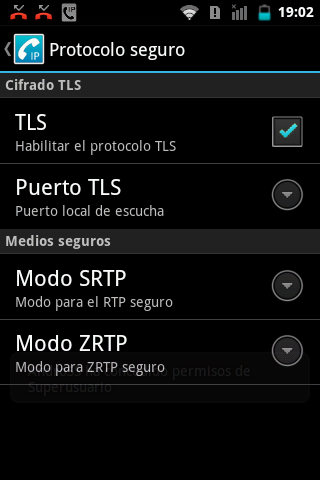 19:02
IP Protocolo seguro
Cifrado TLS
TLS
Habilitar el protocolo TLS
Puerto TLS
Puerto local de escucha
Medios seguros
Modo SRTP
Modo para el RTP seguro
Modo ZRTP
Modo para ZRTP seguro
permisos de
Superusuario